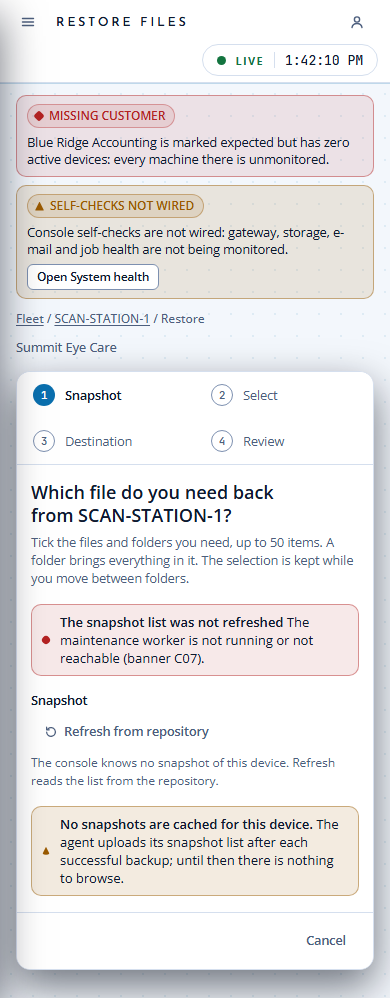 RESTORE FILES
LIVE 1:42:10 PM
MISSING CUSTOMER
Blue Ridge Accounting is marked expected but has zero
active devices: every machine there is unmonitored.
SELF-CHECKS NOT WIRED
Console self-checks are not wired: gateway, storage, e-
mail and job health are not being monitored.
Open System health
Fleet / SCAN-STATION-1 / Restore
Summit Eye Care
1 Snapshot
2 Select
3 Destination
4 Review
Which file do you need back
from SCAN-STATION-1?
Tick the files and folders you need, up to 50 items. A
folder brings everything in it. The selection is kept while
you move between folders.
The snapshot list was not refreshed The
maintenance worker is not running or not
reachable (banner C07).
Snapshot
Refresh from repository
The console knows no snapshot of this device. Refresh
reads the list from the repository.
No snapshots are cached for this device. The
agent uploads its snapshot list after each
successful backup; until then there is nothing
to browse.
Cancel